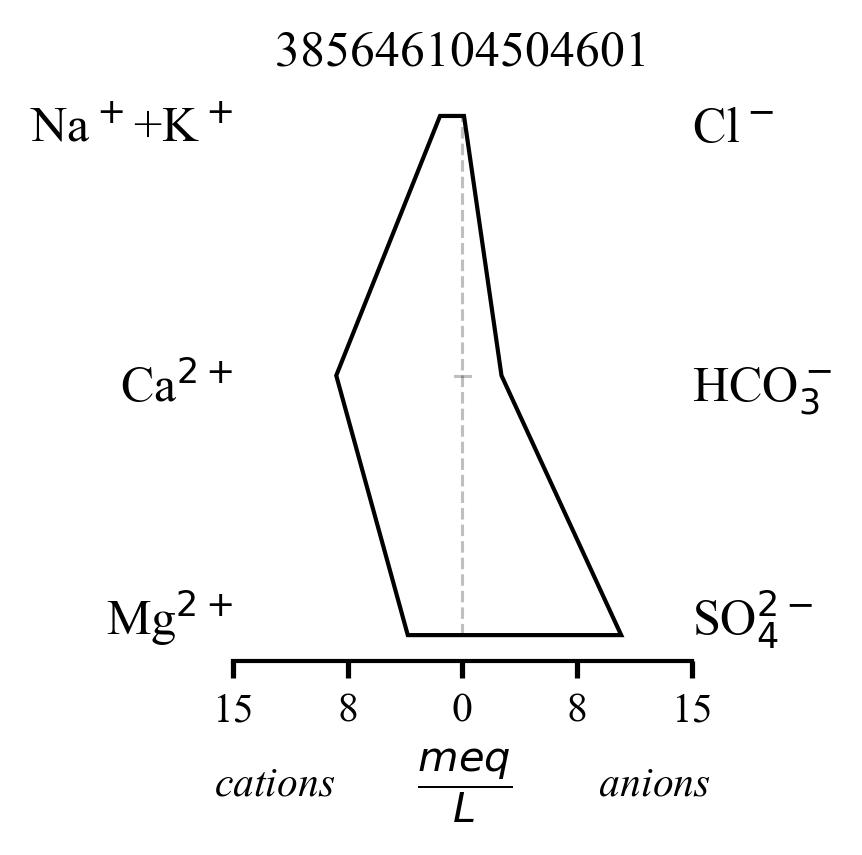 385646104504601
Na⁺+K⁺ Cl⁻
Ca²⁺ HCO₃⁻
Mg²⁺ SO₄²⁻
15 8 0 8 15
cations meq/L anions